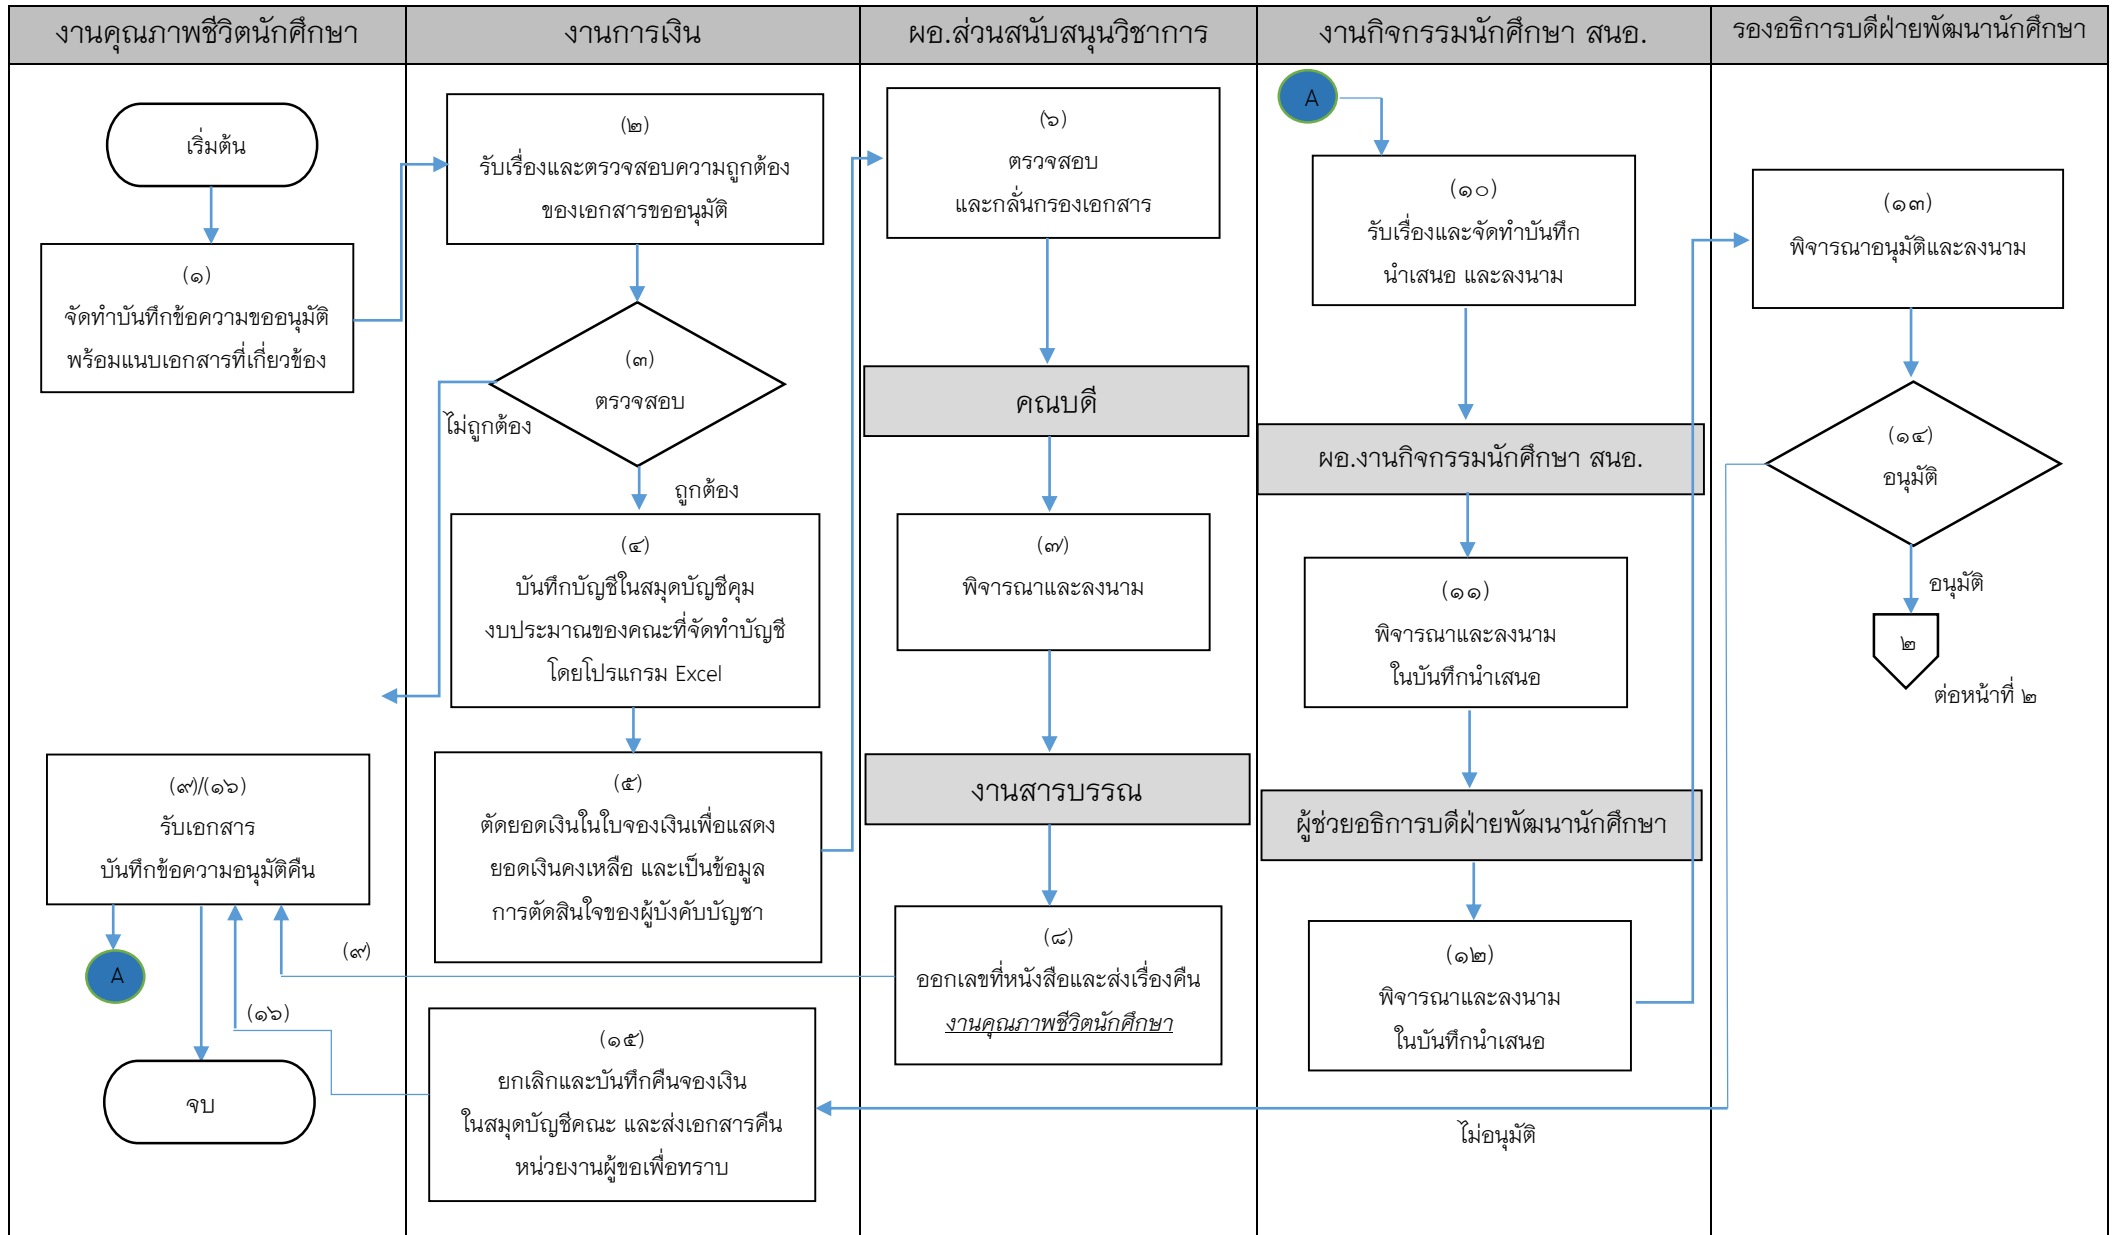 งานคุณภาพชีวิตนักศึกษา
เริ่มต้น
(๑)
จัดทำบันทึกข้อความขออนุมัติ
พร้อมแนบเอกสารที่เกี่ยวข้อง
(๙)/(๑๖)
รับเอกสาร
บันทึกข้อความอนุมัติคืน
A
(๙)
(๑๖)
จบ
งานการเงิน
(๒)
รับเรื่องและตรวจสอบความถูกต้อง
ของเอกสารขออนุมัติ
(๓)
ตรวจสอบ
ไม่ถูกต้อง
ถูกต้อง
(๔)
บันทึกบัญชีในสมุดบัญชีคุม
งบประมาณของคณะที่จัดทำบัญชี
โดยโปรแกรม Excel
(๕)
ตัดยอดเงินในใบจองเงินเพื่อแสดง
ยอดเงินคงเหลือ และเป็นข้อมูล
การตัดสินใจของผู้บังคับบัญชา
(๑๕)
ยกเลิกและบันทึกคืนจองเงิน
ในสมุดบัญชีคณะ และส่งเอกสารคืน
หน่วยงานผู้ขอเพื่อทราบ
ผอ.ส่วนสนับสนุนวิชาการ
(๖)
ตรวจสอบ
และกลั่นกรองเอกสาร
คณบดี
(๗)
พิจารณาและลงนาม
งานสารบรรณ
(๘)
ออกเลขที่หนังสือและส่งเรื่องคืน
งานคุณภาพชีวิตนักศึกษา
งานกิจกรรมนักศึกษา สนอ.
A
(๑๐)
รับเรื่องและจัดทำบันทึก
นำเสนอ และลงนาม
ผอ.งานกิจกรรมนักศึกษา สนอ.
(๑๑)
พิจารณาและลงนาม
ในบันทึกนำเสนอ
ผู้ช่วยอธิการบดีฝ่ายพัฒนานักศึกษา
(๑๒)
พิจารณาและลงนาม
ในบันทึกนำเสนอ
ไม่อนุมัติ
รองอธิการบดีฝ่ายพัฒนานักศึกษา
(๑๓)
พิจารณาอนุมัติและลงนาม
(๑๔)
อนุมัติ
อนุมัติ
๒
ต่อหน้าที่ ๒